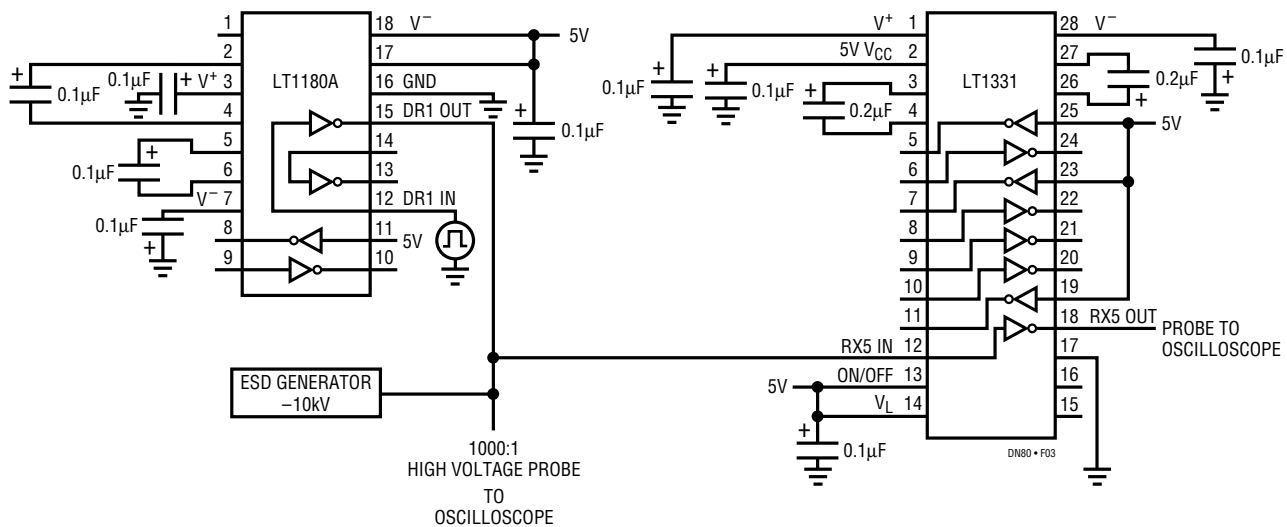 LT1180A
1
2
3
4
5
6
7
8
9
18
17
16
15
14
13
12
11
10
V–
5V
GND
DR1 OUT
DR1 IN
5V
V+
V–
0.1µF
0.1µF
0.1µF
0.1µF
0.1µF
+
+
+
+
+
ESD GENERATOR
–10kV
1000:1
HIGH VOLTAGE PROBE
TO
OSCILLOSCOPE
LT1331
V+
5V VCC
1
2
3
4
5
6
7
8
9
10
11
12
13
14
28
27
26
25
24
23
22
21
20
19
18
17
16
15
V–
0.1µF
0.1µF
0.2µF
0.2µF
0.1µF
+
+
+
+
+
5V
RX5 IN
ON/OFF
VL
5V
0.1µF
+
RX5 OUT
PROBE TO
OSCILLOSCOPE
DN80 • F03